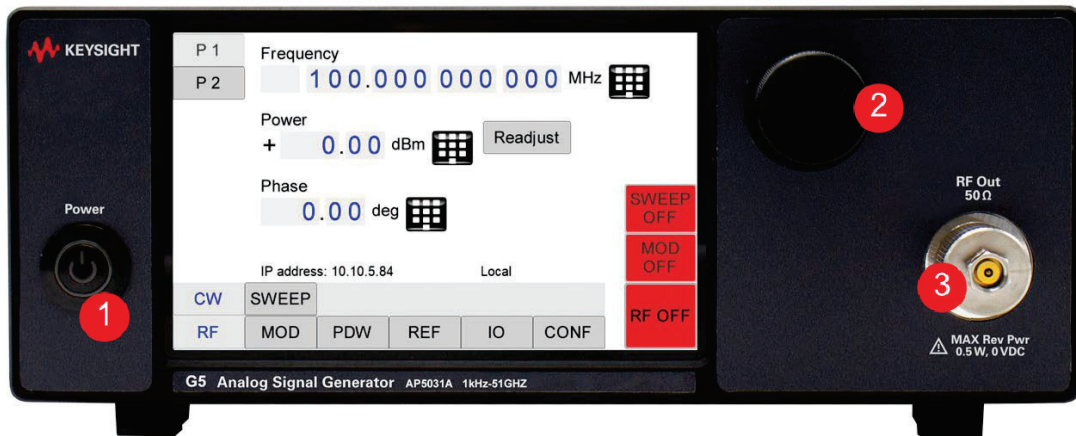 KEYSIGHT
P 1
P 2
Frequency
100.000 000 000 MHz
Power
+ 0.00 dBm Readjust
Phase
0.00 deg
SWEEP
OFF
MOD
OFF
RF OFF
IP address: 10.10.5.84 Local
CW SWEEP
RF MOD PDW REF IO CONF
G5 Analog Signal Generator AP5031A 1kHz-51GHZ
Power
1
2
RF Out
50Ω
3
MAX Rev Pwr
0.5 W, 0 VDC